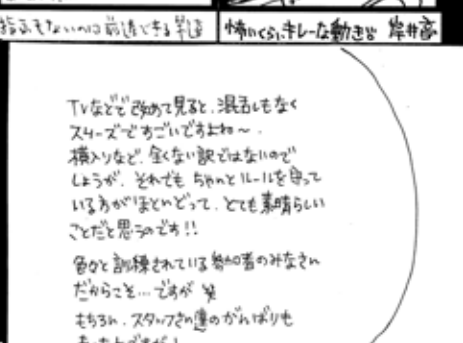 指示もないのに前進できる
怖いくらいキレーな動き
TVなどで改めて見ると、混乱もなく
スムーズですごいですよね〜。
横入りなど、全くない訳ではないので
しょうが、それでも ちゃんとルールを守って
いる方がほとんどって、とても素晴らしい
ことだと思うのです!!
色々と訓練されている参加者のみなさん
だからこそ…ですが 笑
もちろん、スタッフさん達のがんばりも